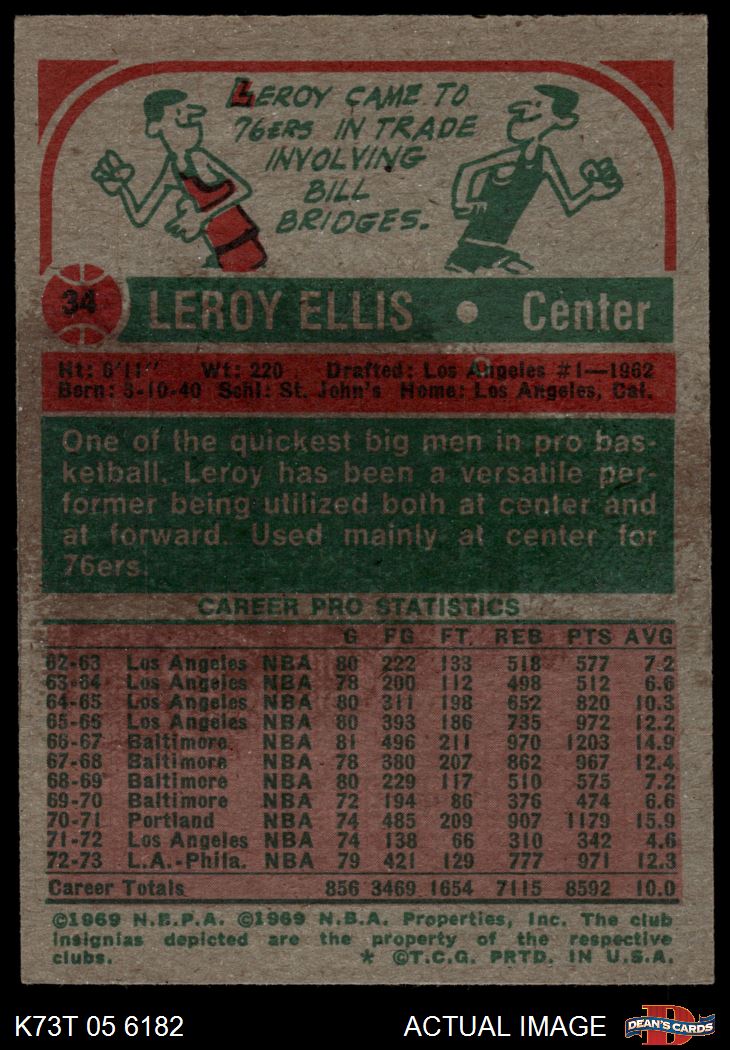 LEROY CAME TO
76ERS IN TRADE
INVOLVING
BILL
BRIDGES.
34 LEROY ELLIS • Center
Ht: 6'11" Wt: 220 Drafted: Los Angeles #1—1962
Born: 3-10-40 Schl: St. John's Home: Los Angeles, Cal.
One of the quickest big men in pro bas-
ketball, Leroy has been a versatile per-
former being utilized both at center and
at forward. Used mainly at center for
76ers.
CAREER PRO STATISTICS
G FG FT. REB PTS AVG
62-63 Los Angeles NBA 80 222 133 518 577 7.2
63-64 Los Angeles NBA 78 200 112 498 512 6.6
64-65 Los Angeles NBA 80 311 198 652 820 10.3
65-66 Los Angeles NBA 80 393 186 735 972 12.2
66-67 Baltimore NBA 81 496 211 970 1203 14.9
67-68 Baltimore NBA 78 380 207 862 967 12.4
68-69 Baltimore NBA 80 229 117 510 575 7.2
69-70 Baltimore NBA 72 194 86 376 474 6.6
70-71 Portland NBA 74 485 209 907 1179 15.9
71-72 Los Angeles NBA 74 138 66 310 342 4.6
72-73 L.A.-Phila. NBA 79 421 129 777 971 12.3
Career Totals 856 3469 1654 7115 8592 10.0
©1969 N.B.P.A. ©1969 N.B.A. Properties, Inc. The club
insignias depicted are the property of the respective
clubs. * ©T.C.G. PRTD. IN U.S.A.
K73T 05 6182 ACTUAL IMAGE D DEAN'S CARDS